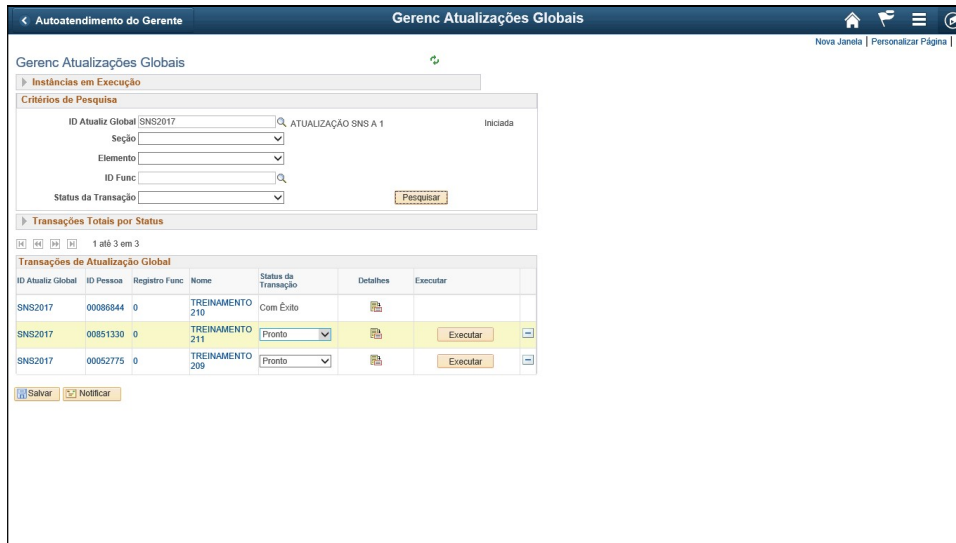 Autoatendimento do Gerente
Gerenc Atualizações Globais
Nova Janela | Personalizar Página |
Gerenc Atualizações Globais
Instâncias em Execução
Critérios de Pesquisa
ID Atualiz Global SNS2017 ATUALIZAÇÃO SNS A 1 Iniciada
Seção
Elemento
ID Func
Status da Transação Pesquisar
Transações Totais por Status
1 até 3 em 3
Transações de Atualização Global
ID Atualiz Global ID Pessoa Registro Func Nome Status da Transação Detalhes Executar
SNS2017 00086844 0 TREINAMENTO 210 Com Êxito
SNS2017 00851330 0 TREINAMENTO 211 Pronto Executar
SNS2017 00052775 0 TREINAMENTO 209 Pronto Executar
Salvar Notificar